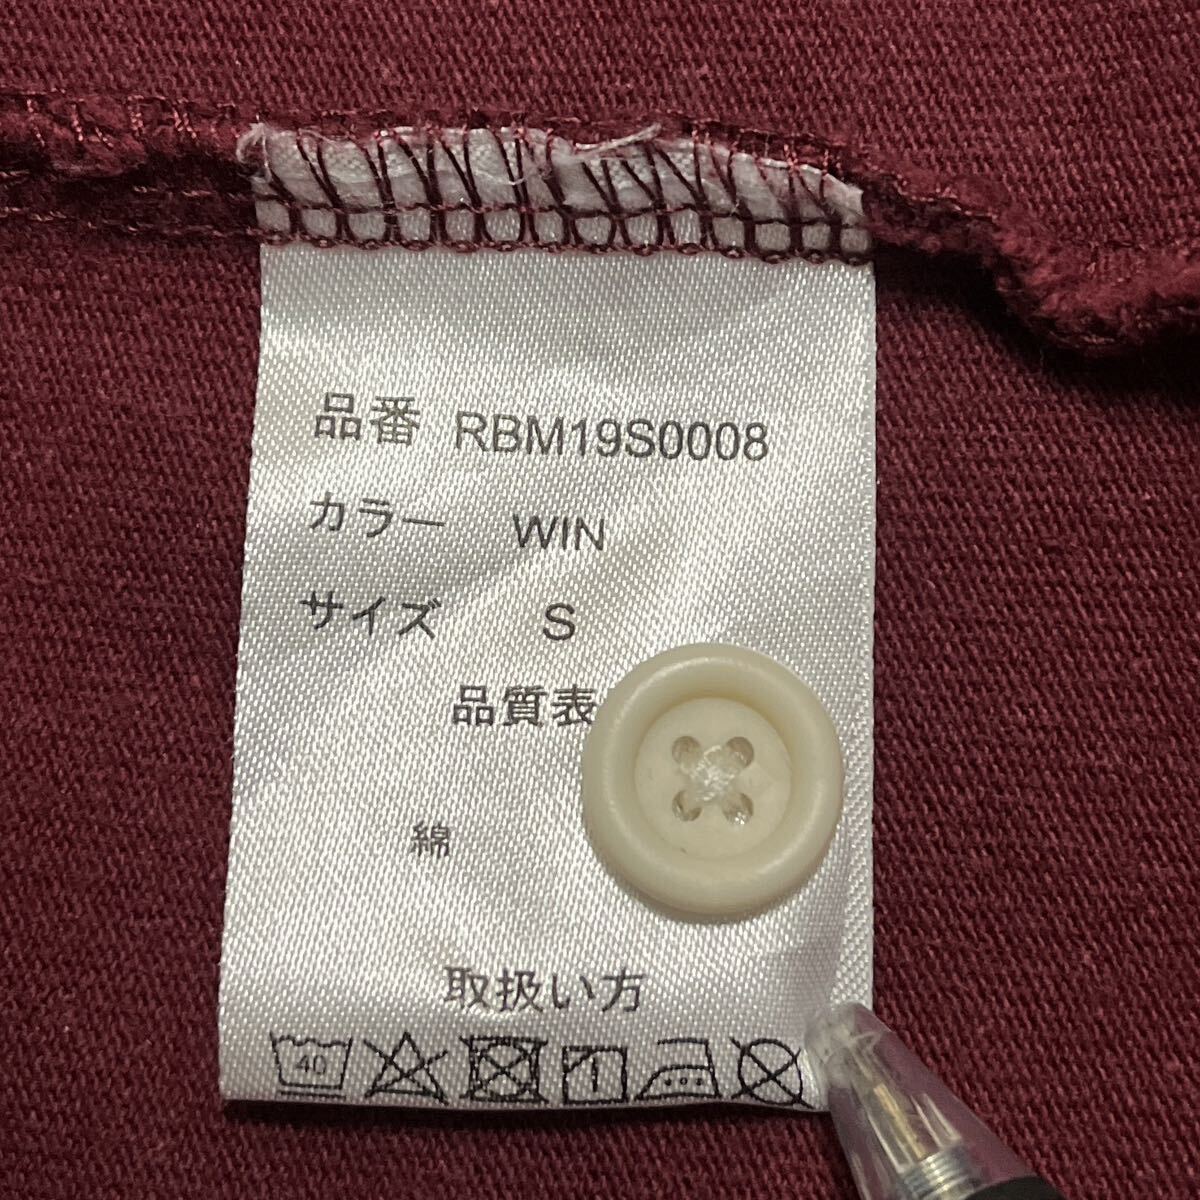 品番 RBM19S0008
カラー WIN
サイズ S
品質表
綿
取扱い方
40